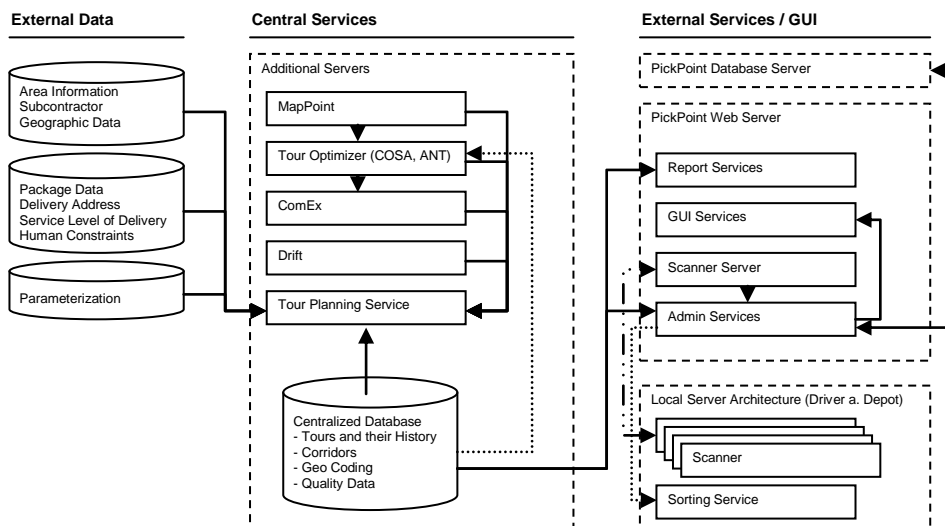 External Data
Area Information
Subcontractor
Geographic Data
Package Data
Delivery Address
Service Level of Delivery
Human Constraints
Parameterization
Central Services
Additional Servers
MapPoint
Tour Optimizer (COSA, ANT)
ComEx
Drift
Tour Planning Service
Centralized Database
- Tours and their History
- Corridors
- Geo Coding
- Quality Data
External Services / GUI
PickPoint Database Server
PickPoint Web Server
Report Services
GUI Services
Scanner Server
Admin Services
Local Server Architecture (Driver a. Depot)
Scanner
Sorting Service